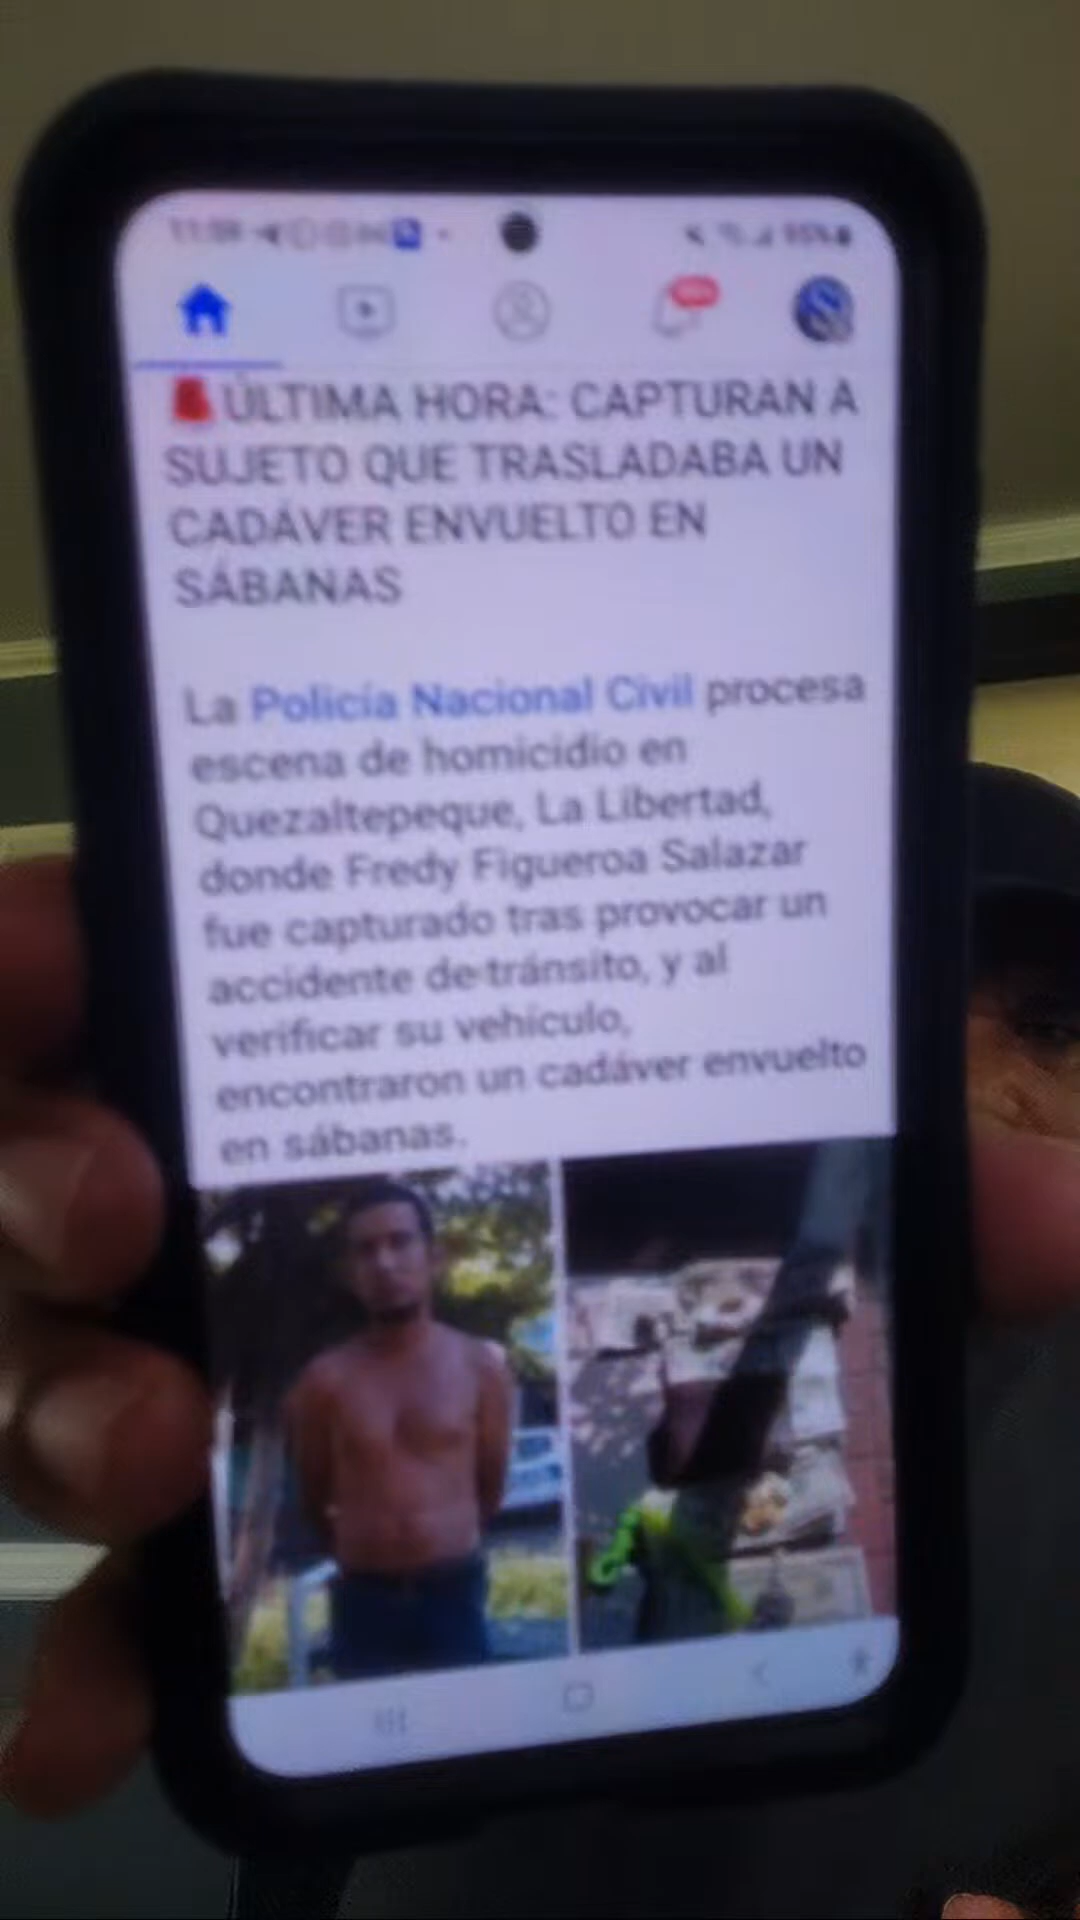 ÚLTIMA HORA: CAPTURAN A
SUJETO QUE TRASLADABA UN
CADÁVER ENVUELTO EN
SÁBANAS
La Policía Nacional Civil procesa
escena de homicidio en
Quezaltepeque, La Libertad,
donde Fredy Figueroa Salazar
fue capturado tras provocar un
accidente de tránsito, y al
verificar su vehículo,
encontraron un cadáver envuelto
en sábanas.